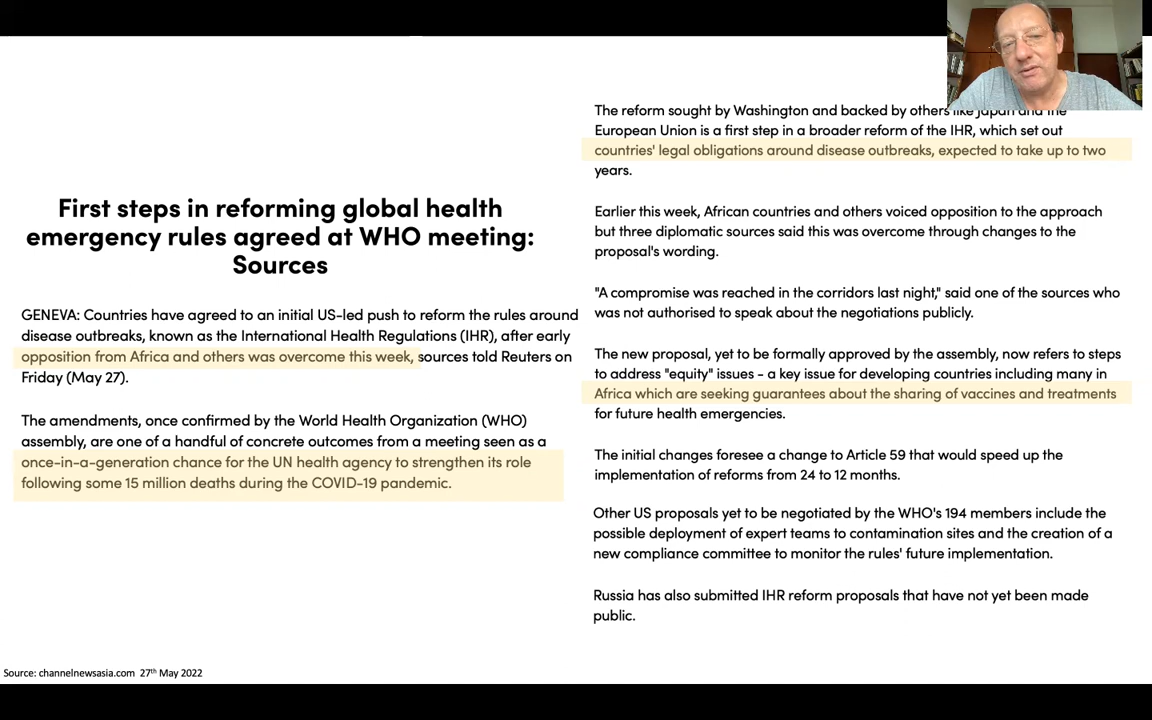 First steps in reforming global health
emergency rules agreed at WHO meeting:
Sources
GENEVA: Countries have agreed to an initial US-led push to reform the rules around
disease outbreaks, known as the International Health Regulations (IHR), after early
opposition from Africa and others was overcome this week, sources told Reuters on
Friday (May 27).
The amendments, once confirmed by the World Health Organization (WHO)
assembly, are one of a handful of concrete outcomes from a meeting seen as a
once-in-a-generation chance for the UN health agency to strengthen its role
following some 15 million deaths during the COVID-19 pandemic.
The reform sought by Washington and backed by others like Japan and the
European Union is a first step in a broader reform of the IHR, which set out
countries' legal obligations around disease outbreaks, expected to take up to two
years.
Earlier this week, African countries and others voiced opposition to the approach
but three diplomatic sources said this was overcome through changes to the
proposal's wording.
"A compromise was reached in the corridors last night," said one of the sources who
was not authorised to speak about the negotiations publicly.
The new proposal, yet to be formally approved by the assembly, now refers to steps
to address "equity" issues - a key issue for developing countries including many in
Africa which are seeking guarantees about the sharing of vaccines and treatments
for future health emergencies.
The initial changes foresee a change to Article 59 that would speed up the
implementation of reforms from 24 to 12 months.
Other US proposals yet to be negotiated by the WHO's 194 members include the
possible deployment of expert teams to contamination sites and the creation of a
new compliance committee to monitor the rules' future implementation.
Russia has also submitted IHR reform proposals that have not yet been made
public.
Source: channelnewsasia.com 27th May 2022